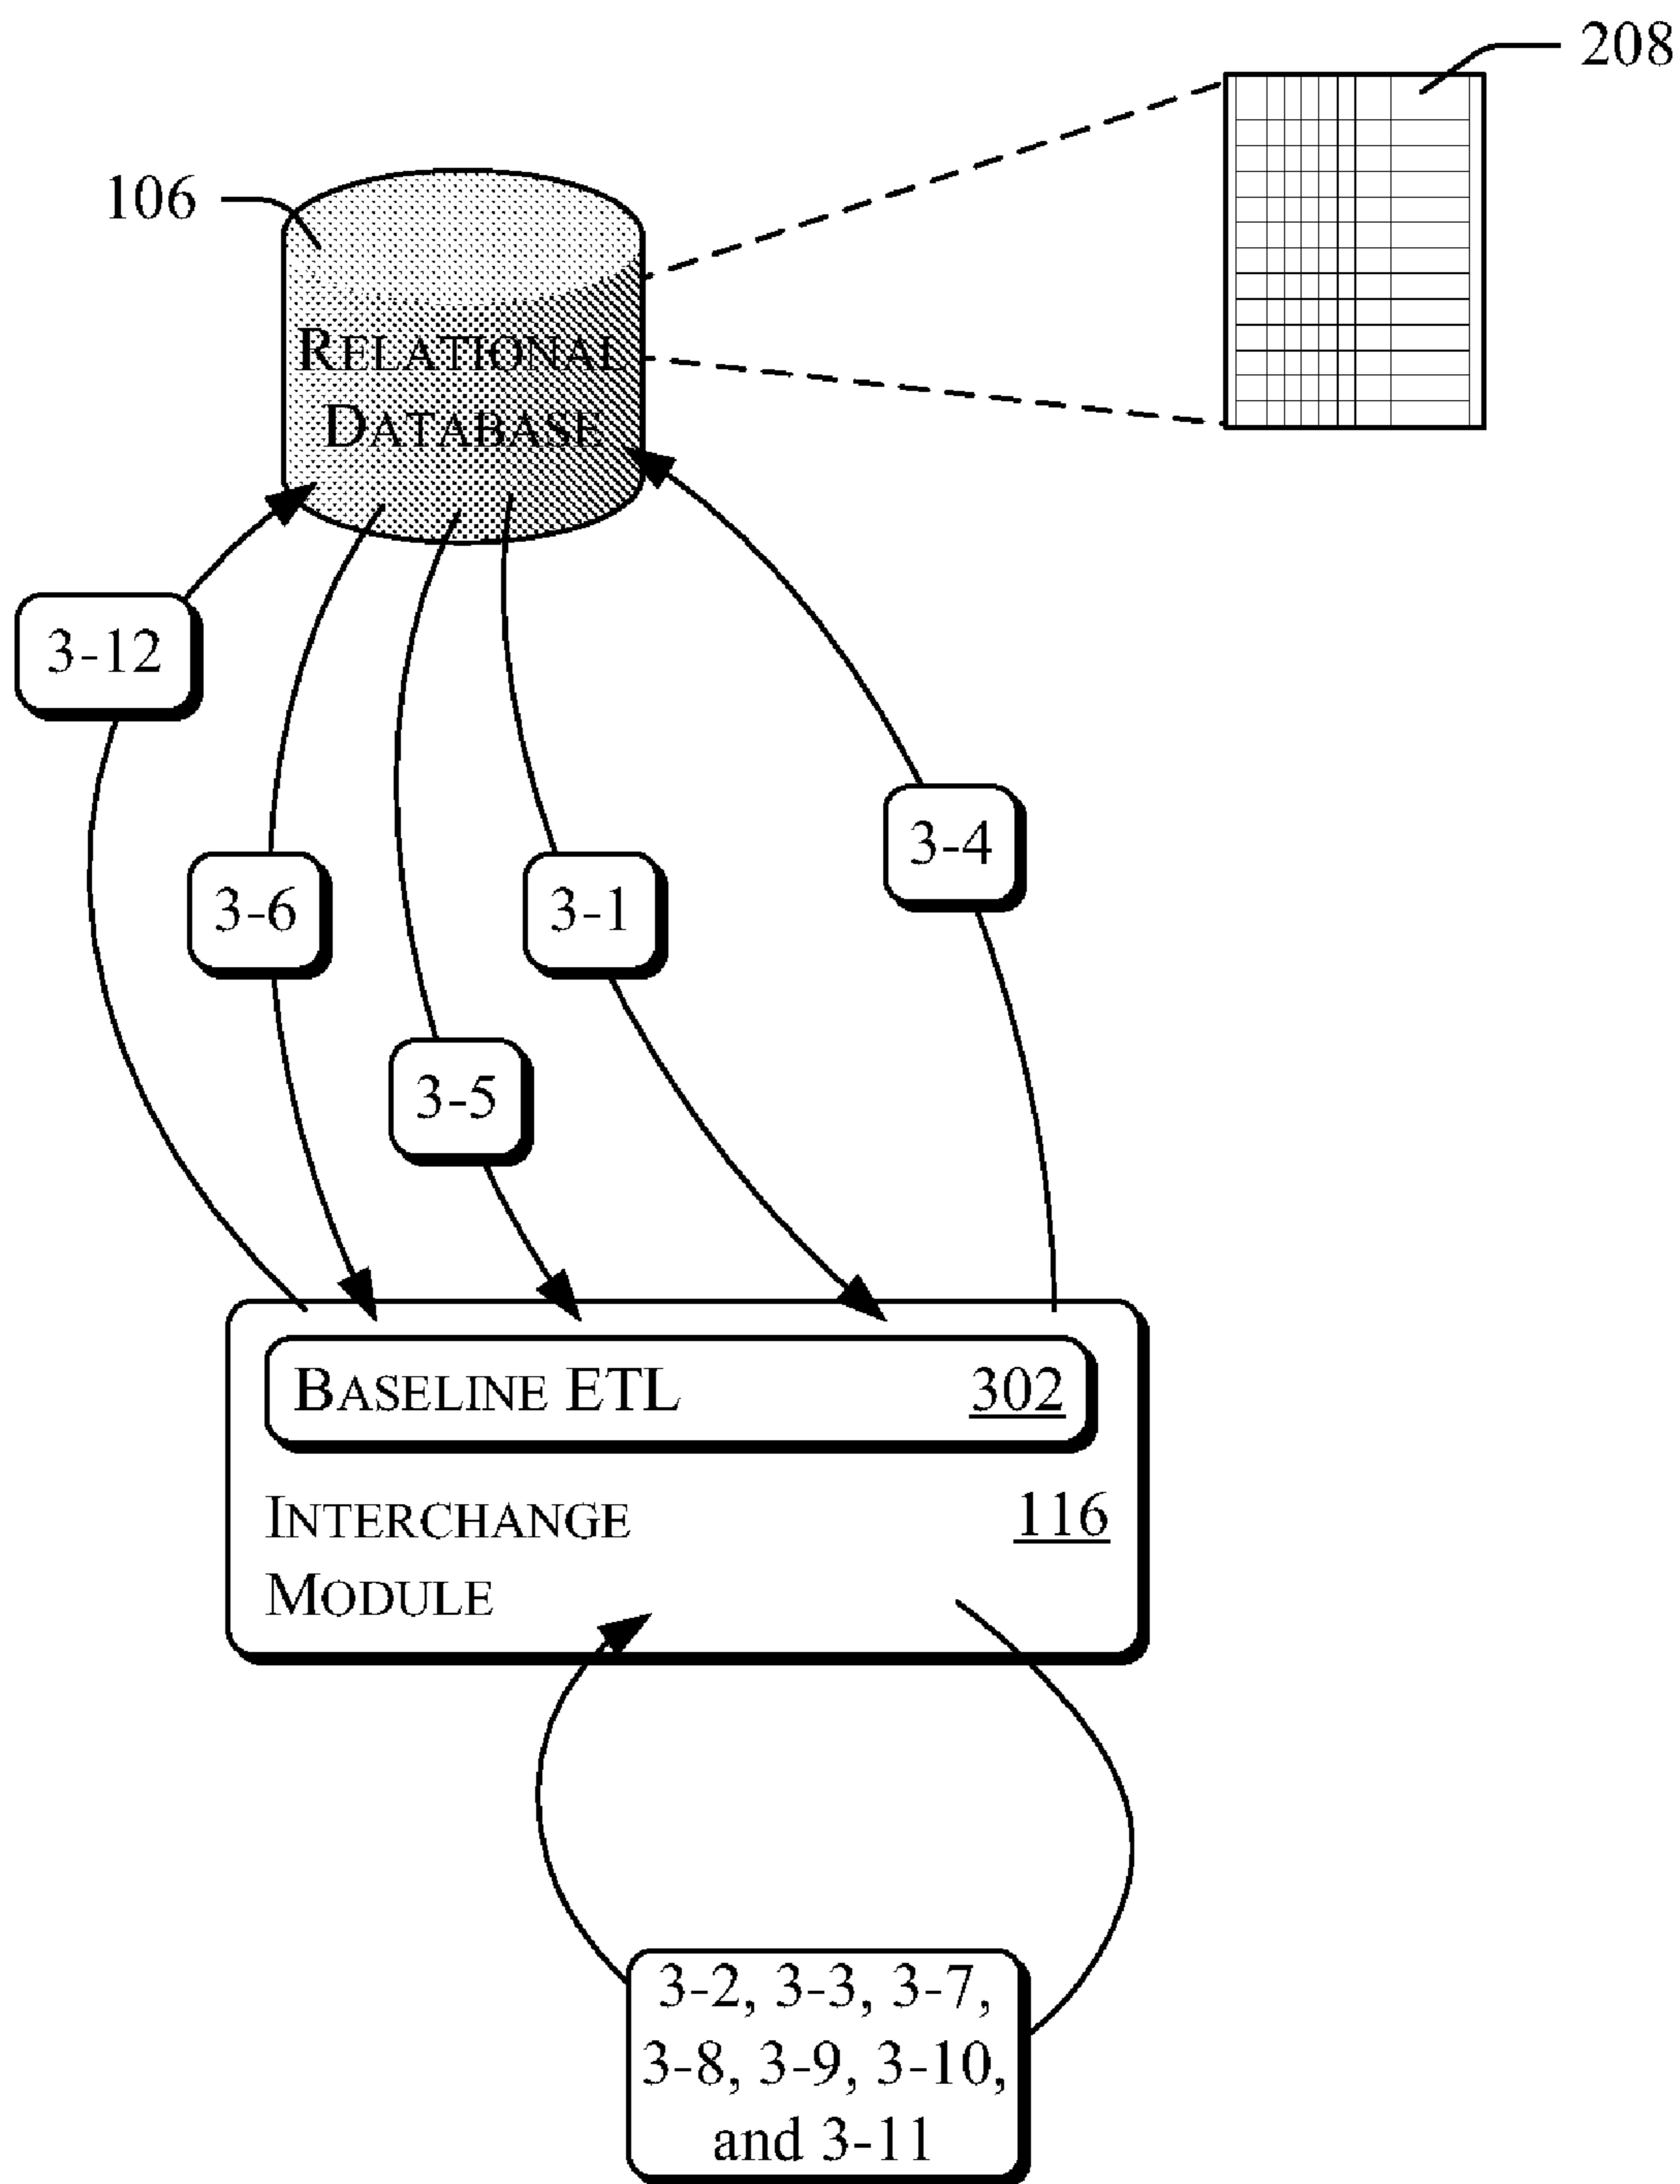 208
106
RELATIONAL
DATABASE
3-12
3-4
3-6
3-1
3-5
BASELINE ETL 302
INTERCHANGE 116
MODULE
3-2, 3-3, 3-7,
3-8, 3-9, 3-10,
and 3-11